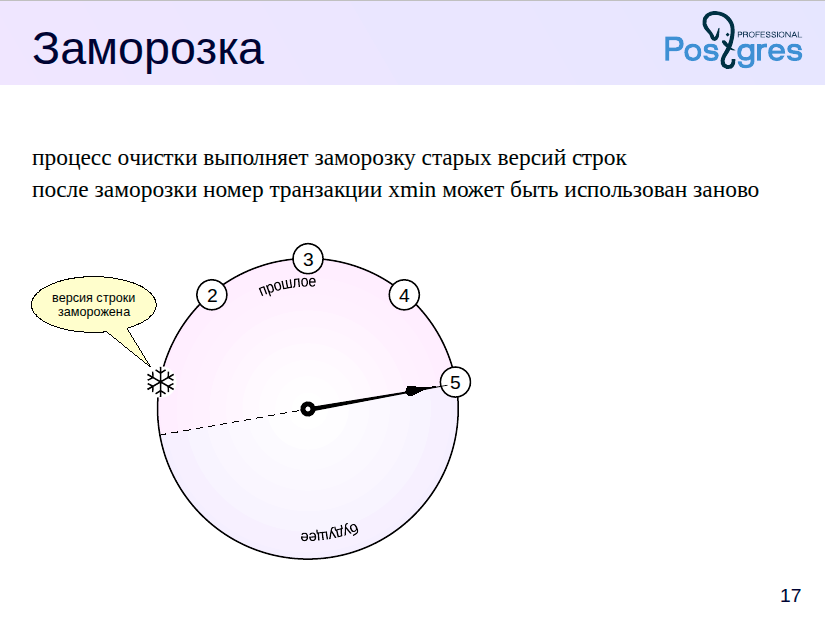 Заморозка
PROFESSIONAL
Postgres
процесс очистки выполняет заморозку старых версий строк
после заморозки номер транзакции xmin может быть использован заново
3
2
прошлое
4
версия строки
заморожена
5
будущее
17